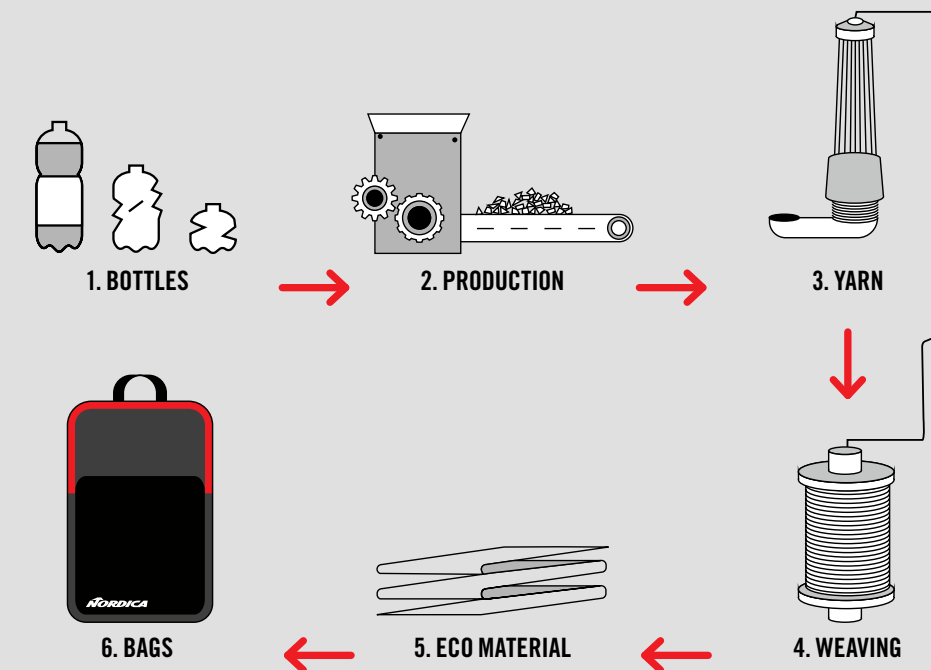 1. BOTTLES
2. PRODUCTION
3. YARN
4. WEAVING
5. ECO MATERIAL
6. BAGS
NORDICA